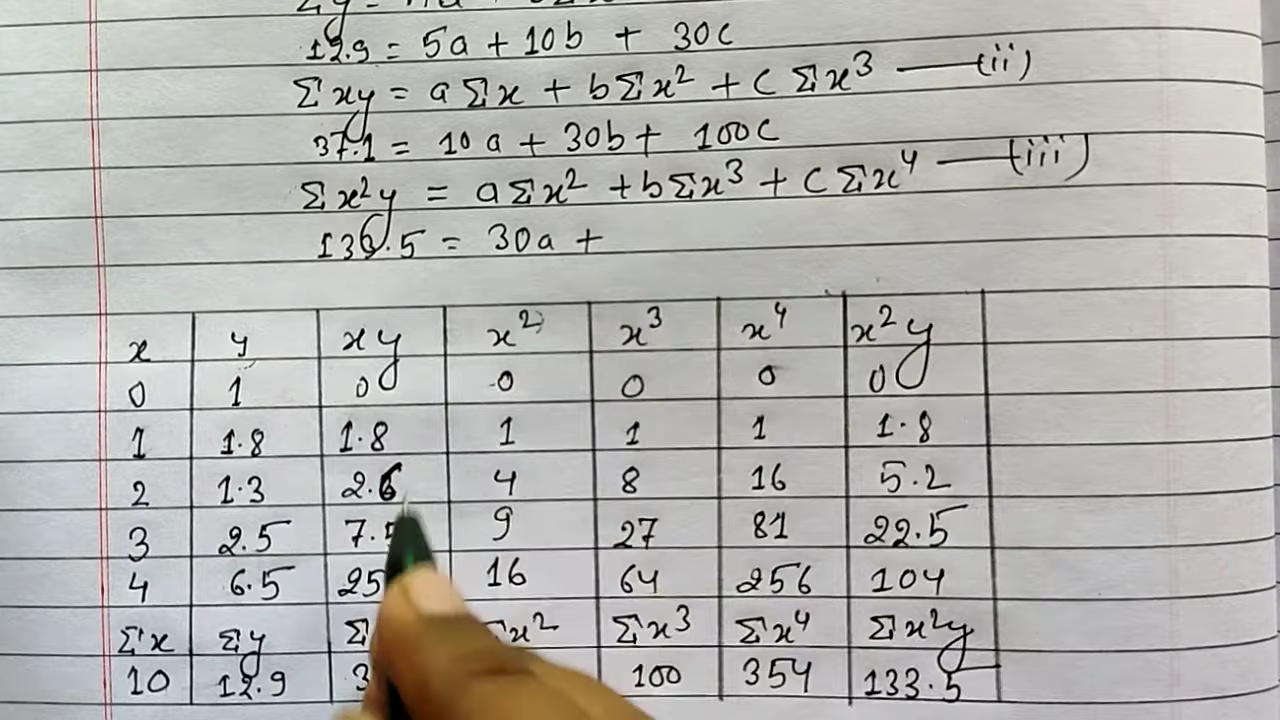 12.9 = 5a + 10b + 30c
Σxy = aΣx + bΣx² + cΣx³ —(ii)
37.1 = 10a + 30b + 100c
Σx²y = aΣx² + bΣx³ + cΣx⁴ —(iii)
133.5 = 30a +
x y xy x² x³ x⁴ x²y
0 1 0 0 0 0 0
1 1.8 1.8 1 1 1 1.8
2 1.3 2.6 4 8 16 5.2
3 2.5 9 27 81 22.5
4 6.5 16 64 256 104
Σx Σy Σx³ Σx⁴ Σx²y
10 12.9 100 354 133.5